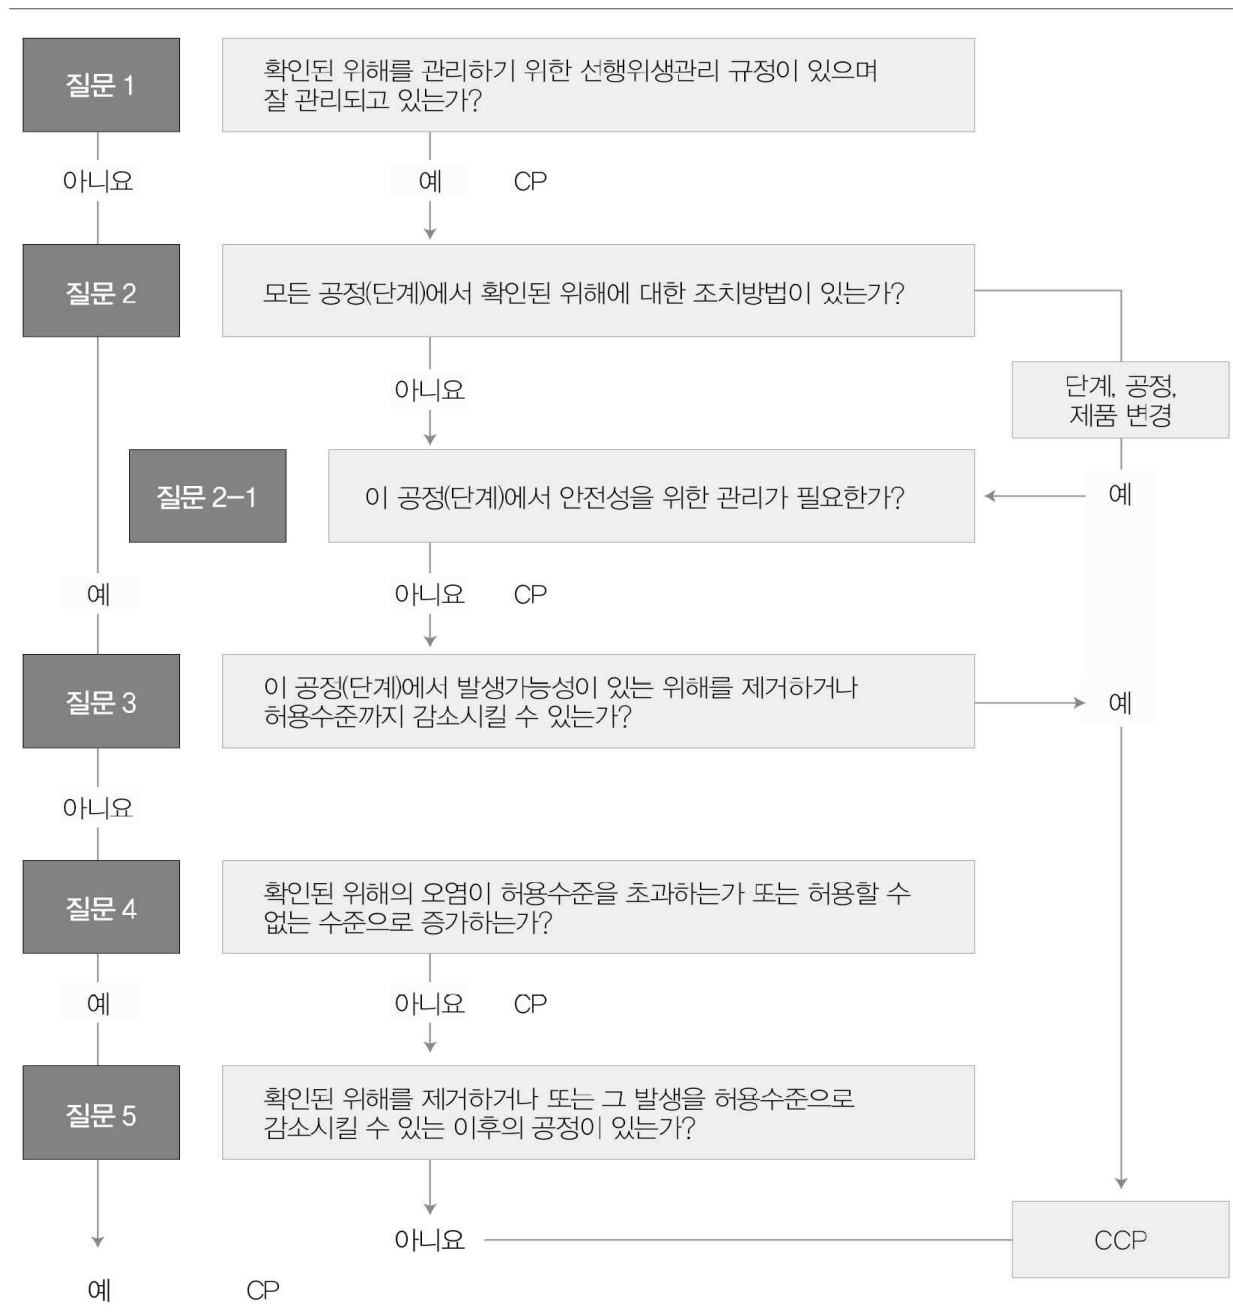 질문 1
확인된 위해를 관리하기 위한 선행위생관리 규정이 있으며
잘 관리되고 있는가?
아니요
예
CP
질문 2
모든 공정(단계)에서 확인된 위해에 대한 조치방법이 있는가?
아니요
단계, 공정,
제품 변경
질문 2-1
이 공정(단계)에서 안전성을 위한 관리가 필요한가?
예
예
아니요
CP
질문 3
이 공정(단계)에서 발생가능성이 있는 위해를 제거하거나
허용수준까지 감소시킬 수 있는가?
예
아니요
질문 4
확인된 위해의 오염이 허용수준을 초과하는가 또는 허용할 수
없는 수준으로 증가하는가?
예
아니요
CP
질문 5
확인된 위해를 제거하거나 또는 그 발생을 허용수준으로
감소시킬 수 있는 이후의 공정이 있는가?
아니요
CCP
예
CP